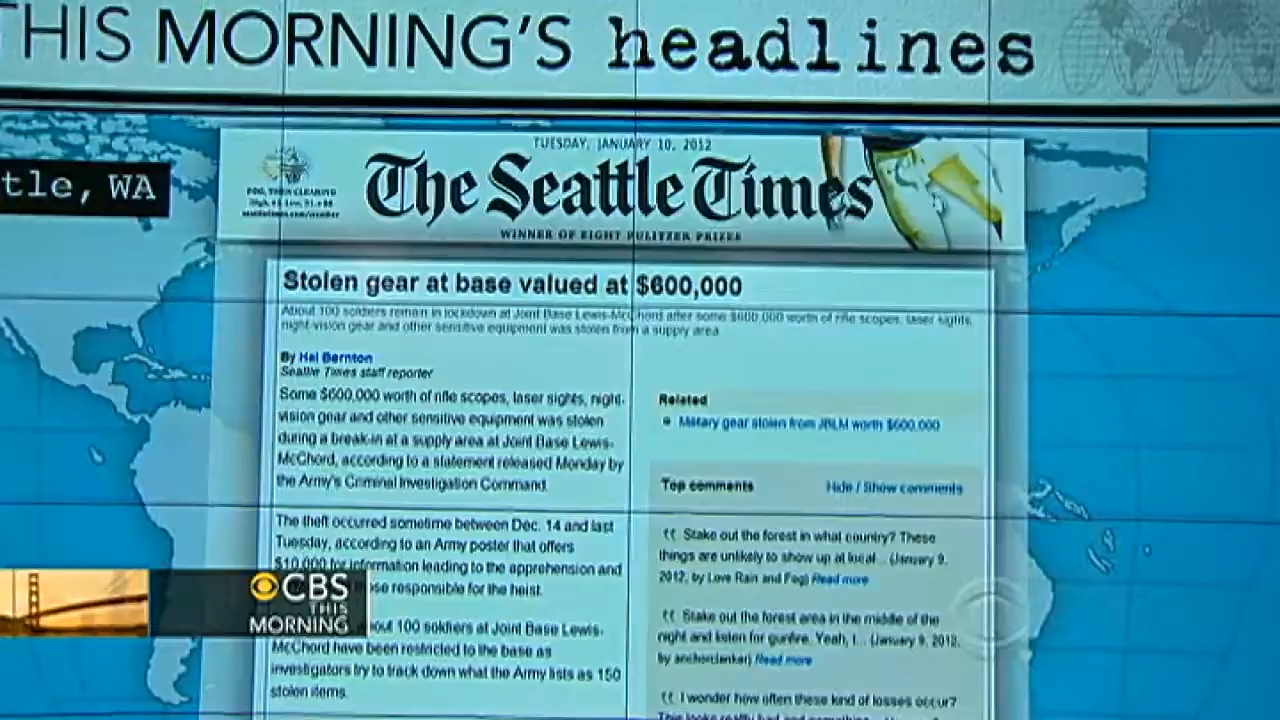 THIS MORNING'S headlines
tle, WA
TUESDAY, JANUARY 10, 2012
The Seattle Times
FOG, THEN CLEARING
WINNER OF EIGHT PULITZER PRIZES
Stolen gear at base valued at $600,000
About 100 soldiers remain in lockdown at Joint Base Lewis-McChord after some $600,000 worth of rifle scopes, laser sights,
night-vision gear and other sensitive equipment was stolen from a supply area
By Hal Bernton
Seattle Times staff reporter
Some $600,000 worth of rifle scopes, laser sights, night-
vision gear and other sensitive equipment was stolen
during a break-in at a supply area at Joint Base Lewis-
McChord, according to a statement released Monday by
the Army's Criminal Investigation Command.
The theft occurred sometime between Dec. 14 and last
Tuesday, according to an Army poster that offers
$10,000 for information leading to the apprehension and
ose responsible for the heist.
bout 100 soldiers at Joint Base Lewis-
McChord have been restricted to the base as
investigators try to track down what the Army lists as 150
stolen items.
Related
Military gear stolen from JBLM worth $600,000
Top comments Hide / Show comments
“ Stake out the forest in what country? These
things are unlikely to show up at local... (January 9,
2012, by Love Rain and Fog) Read more
“ Stake out the forest area in the middle of the
night and listen for gunfire. Yeah, I... (January 9, 2012,
by anchorclanker) Read more
“ I wonder how often these kind of losses occur?
This looks really bad and something
CBS
THIS
MORNING